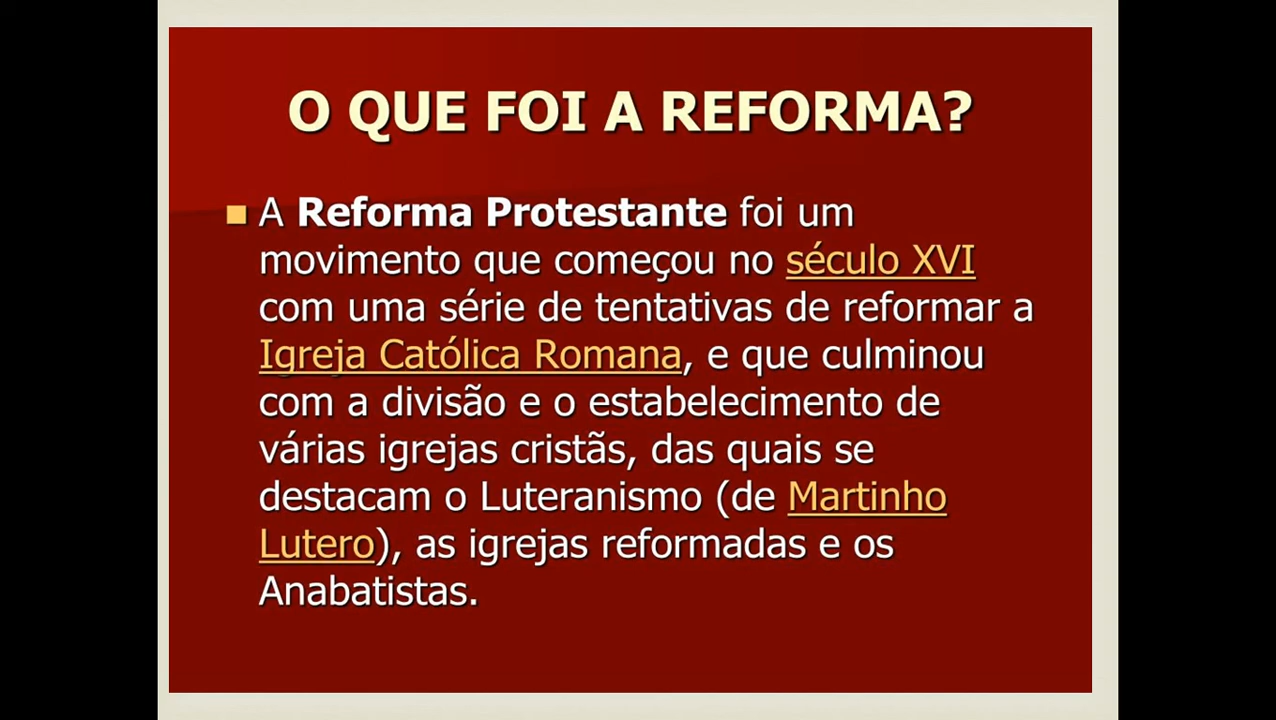 O QUE FOI A REFORMA?
A Reforma Protestante foi um
movimento que começou no século XVI
com uma série de tentativas de reformar a
Igreja Católica Romana, e que culminou
com a divisão e o estabelecimento de
várias igrejas cristãs, das quais se
destacam o Luteranismo (de Martinho
Lutero), as igrejas reformadas e os
Anabatistas.